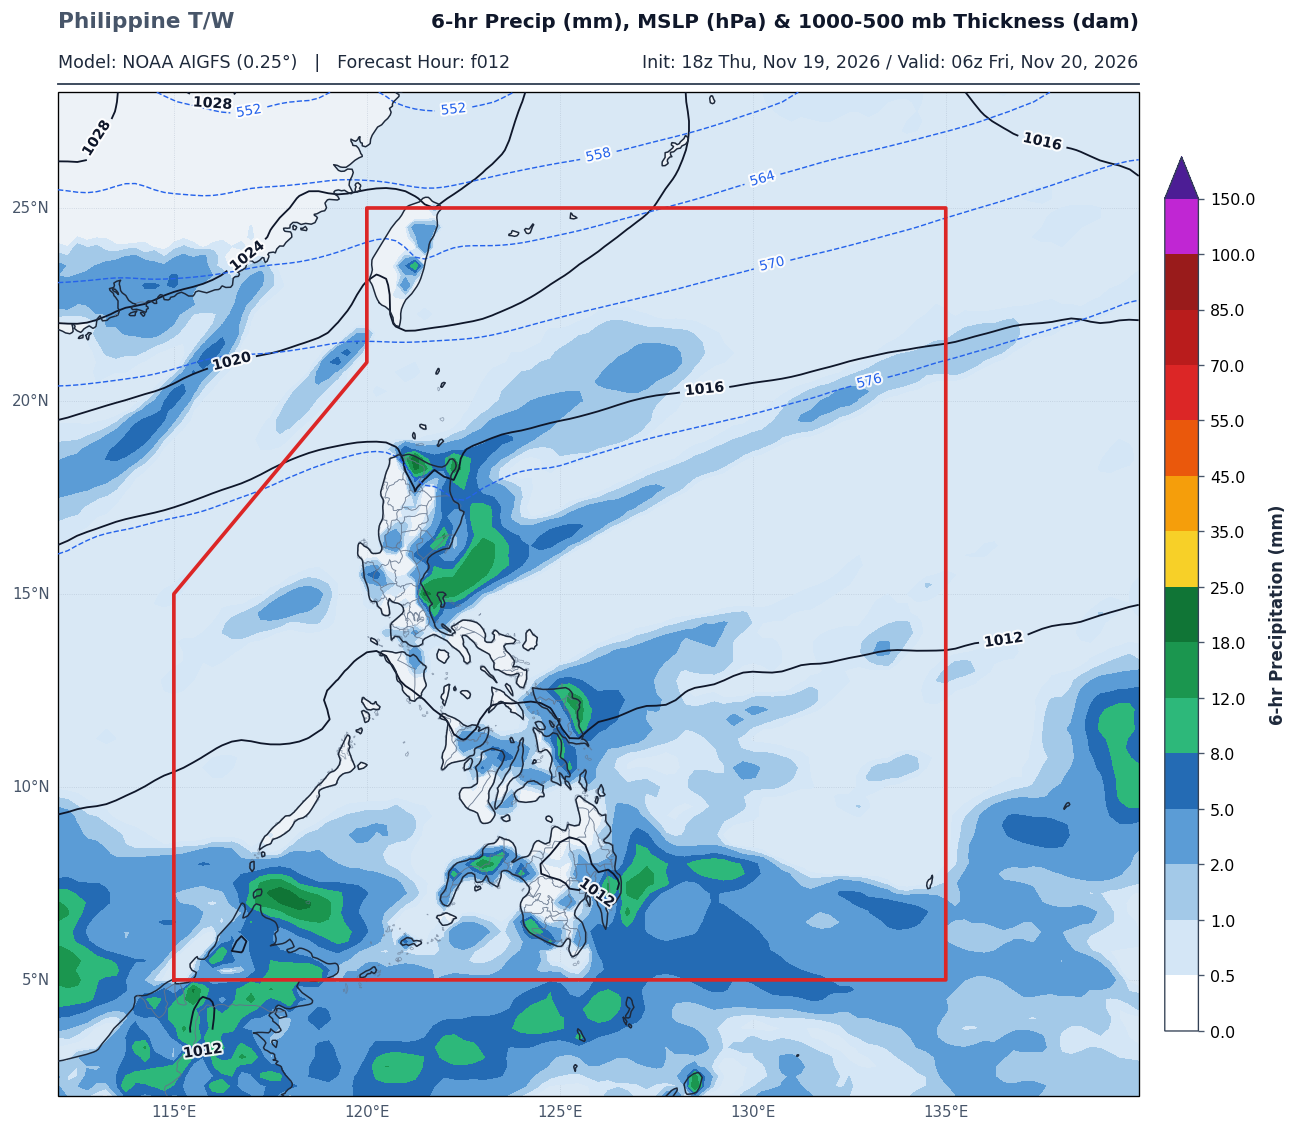 Philippine T/W
6-hr Precip (mm), MSLP (hPa) & 1000-500 mb Thickness (dam)
Model: NOAA AIGFS (0.25°)   |   Forecast Hour: f012
Init: 18z Thu, Nov 19, 2026 / Valid: 06z Fri, Nov 20, 2026
1028
552
552
1028
1016
558
564
25°N
1024
570
1020
20°N
1016
576
15°N
1012
10°N
1012
5°N
1012
115°E
120°E
125°E
130°E
135°E
150.0
100.0
85.0
70.0
55.0
45.0
35.0
25.0
18.0
12.0
8.0
5.0
2.0
1.0
0.5
0.0
6-hr Precipitation (mm)